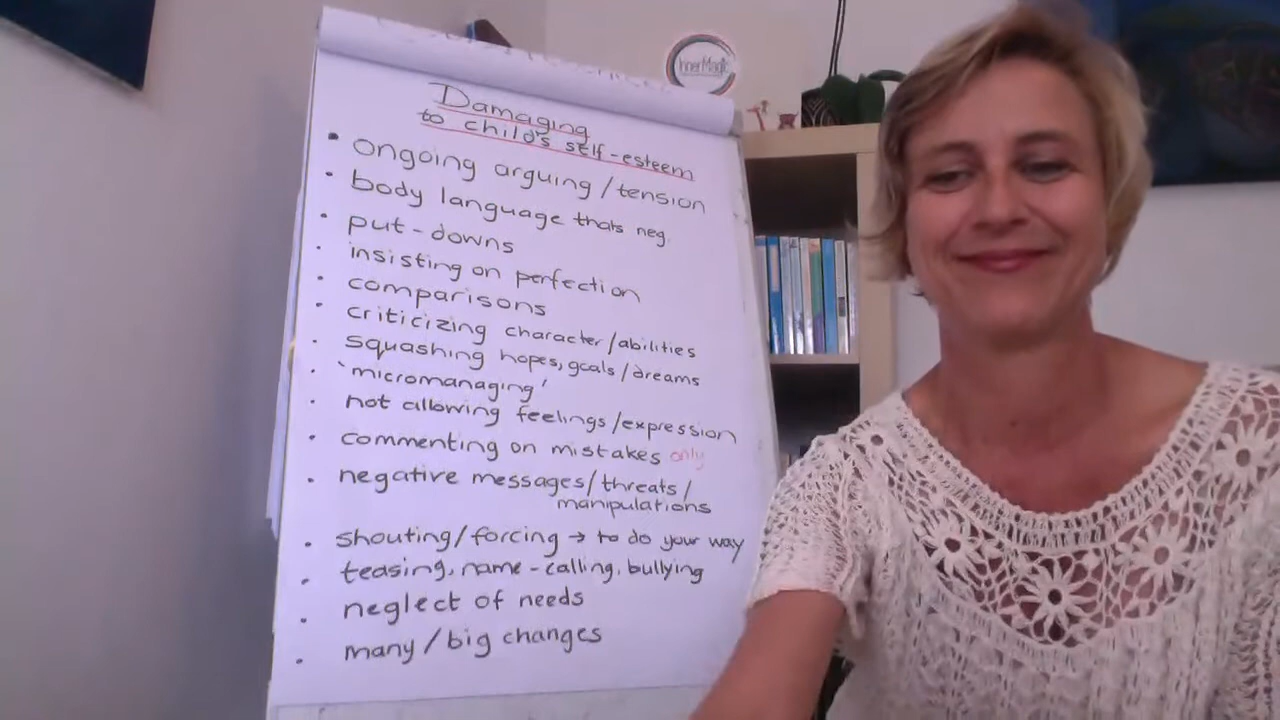 InnerMagic
Damaging
to child's self-esteem
• ongoing arguing/tension
• body language thats neg.
• put-downs
• insisting on perfection
• comparisons
• criticizing character/abilities
• squashing hopes, goals/dreams
• 'micromanaging'
• not allowing feelings/expression
• commenting on mistakes only
• negative messages/threats/
manipulations
• shouting/forcing → to do your way
• teasing, name-calling, bullying
• neglect of needs
• many/big changes